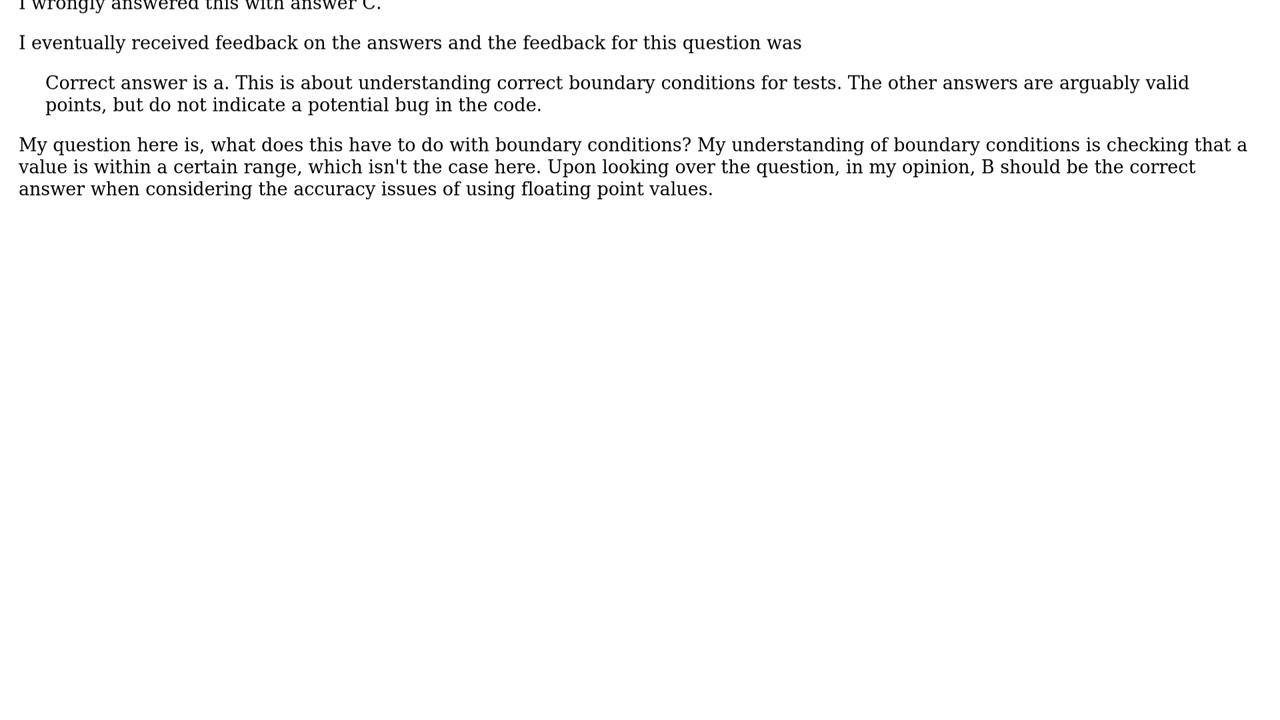 I wrongly answered this with answer C.
I eventually received feedback on the answers and the feedback for this question was
Correct answer is a. This is about understanding correct boundary conditions for tests. The other answers are arguably valid
points, but do not indicate a potential bug in the code.
My question here is, what does this have to do with boundary conditions? My understanding of boundary conditions is checking that a
value is within a certain range, which isn't the case here. Upon looking over the question, in my opinion, B should be the correct
answer when considering the accuracy issues of using floating point values.